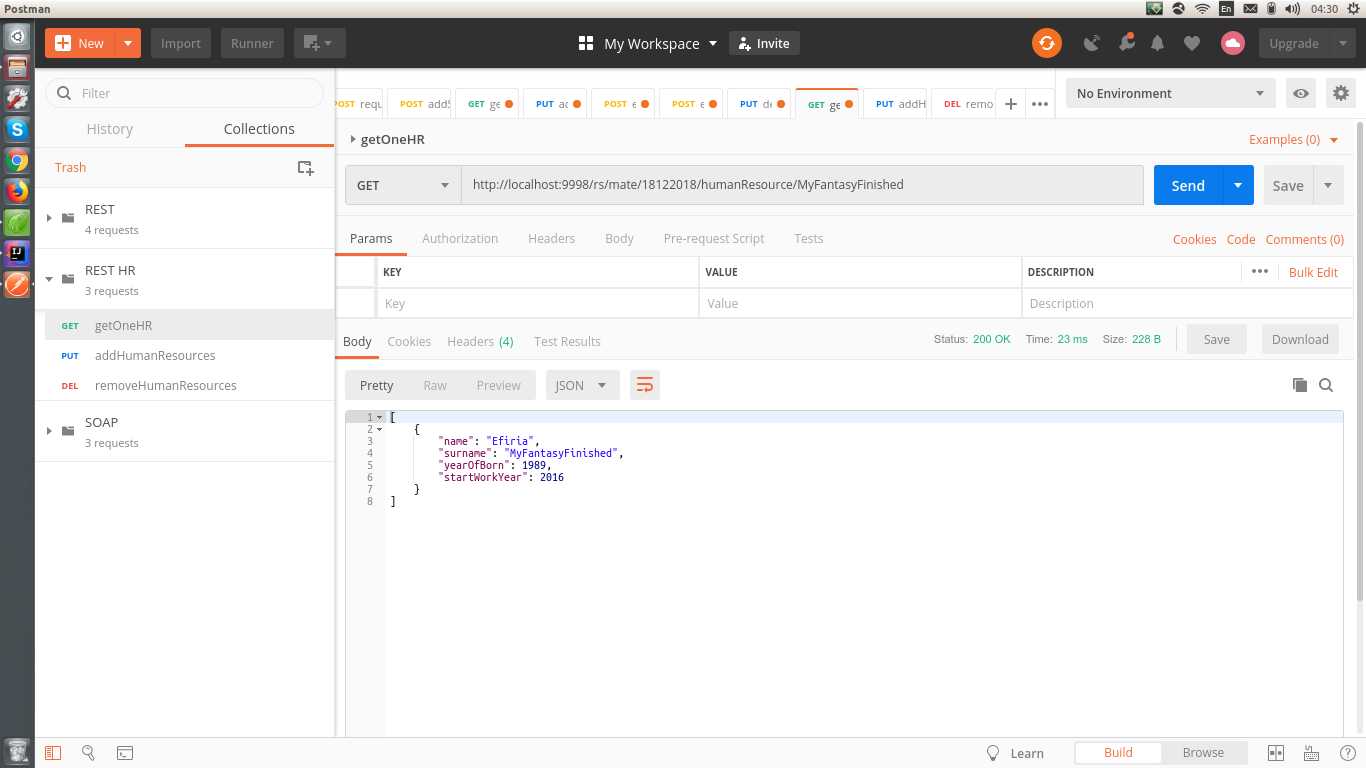 Postman
En
04:30
New
Import
Runner
My Workspace
Invite
Upgrade
Filter
History
Collections
Trash
REST
4 requests
REST HR
3 requests
GET getOneHR
PUT addHumanResources
DEL removeHumanResources
SOAP
3 requests
POST requ
POST addS
GET ge
PUT ac
POST e
POST e
PUT de
GET ge
PUT addH
DEL remo
No Environment
getOneHR
Examples (0)
GET
http://localhost:9998/rs/mate/18122018/humanResource/MyFantasyFinished
Send
Save
Params
Authorization
Headers
Body
Pre-request Script
Tests
Cookies
Code
Comments (0)
KEY
VALUE
DESCRIPTION
Bulk Edit
Key
Value
Description
Body
Cookies
Headers (4)
Test Results
Status: 200 OK
Time: 23 ms
Size: 228 B
Save
Download
Pretty
Raw
Preview
JSON
1 [
2 {
3 "name": "Efiria",
4 "surname": "MyFantasyFinished",
5 "yearOfBorn": 1989,
6 "startWorkYear": 2016
7 }
8 ]
Learn
Build
Browse